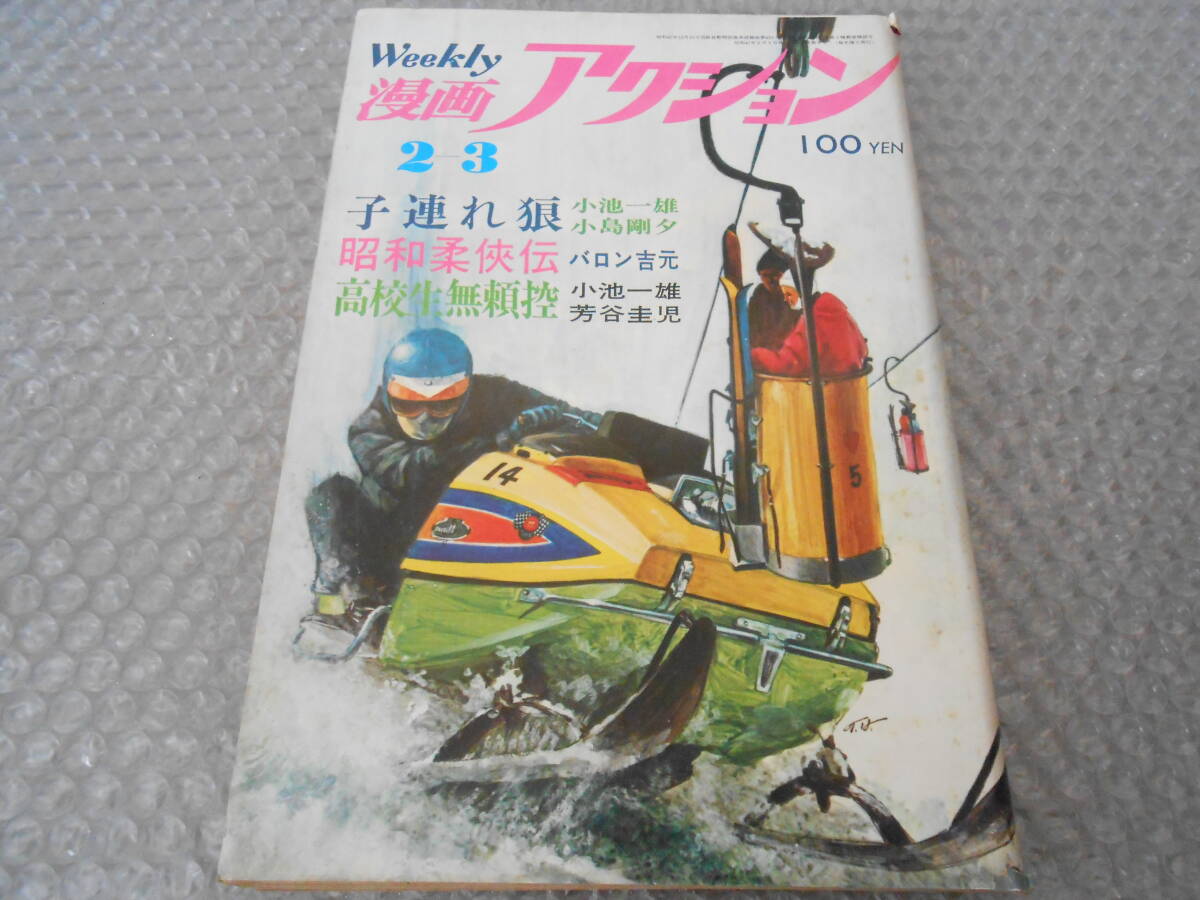 Weekly
漫画アクション
100 YEN
2-3
子連れ狼 小池一雄 小島剛夕
昭和柔侠伝 バロン吉元
高校生無頼控 小池一雄 芳谷圭児
14
5